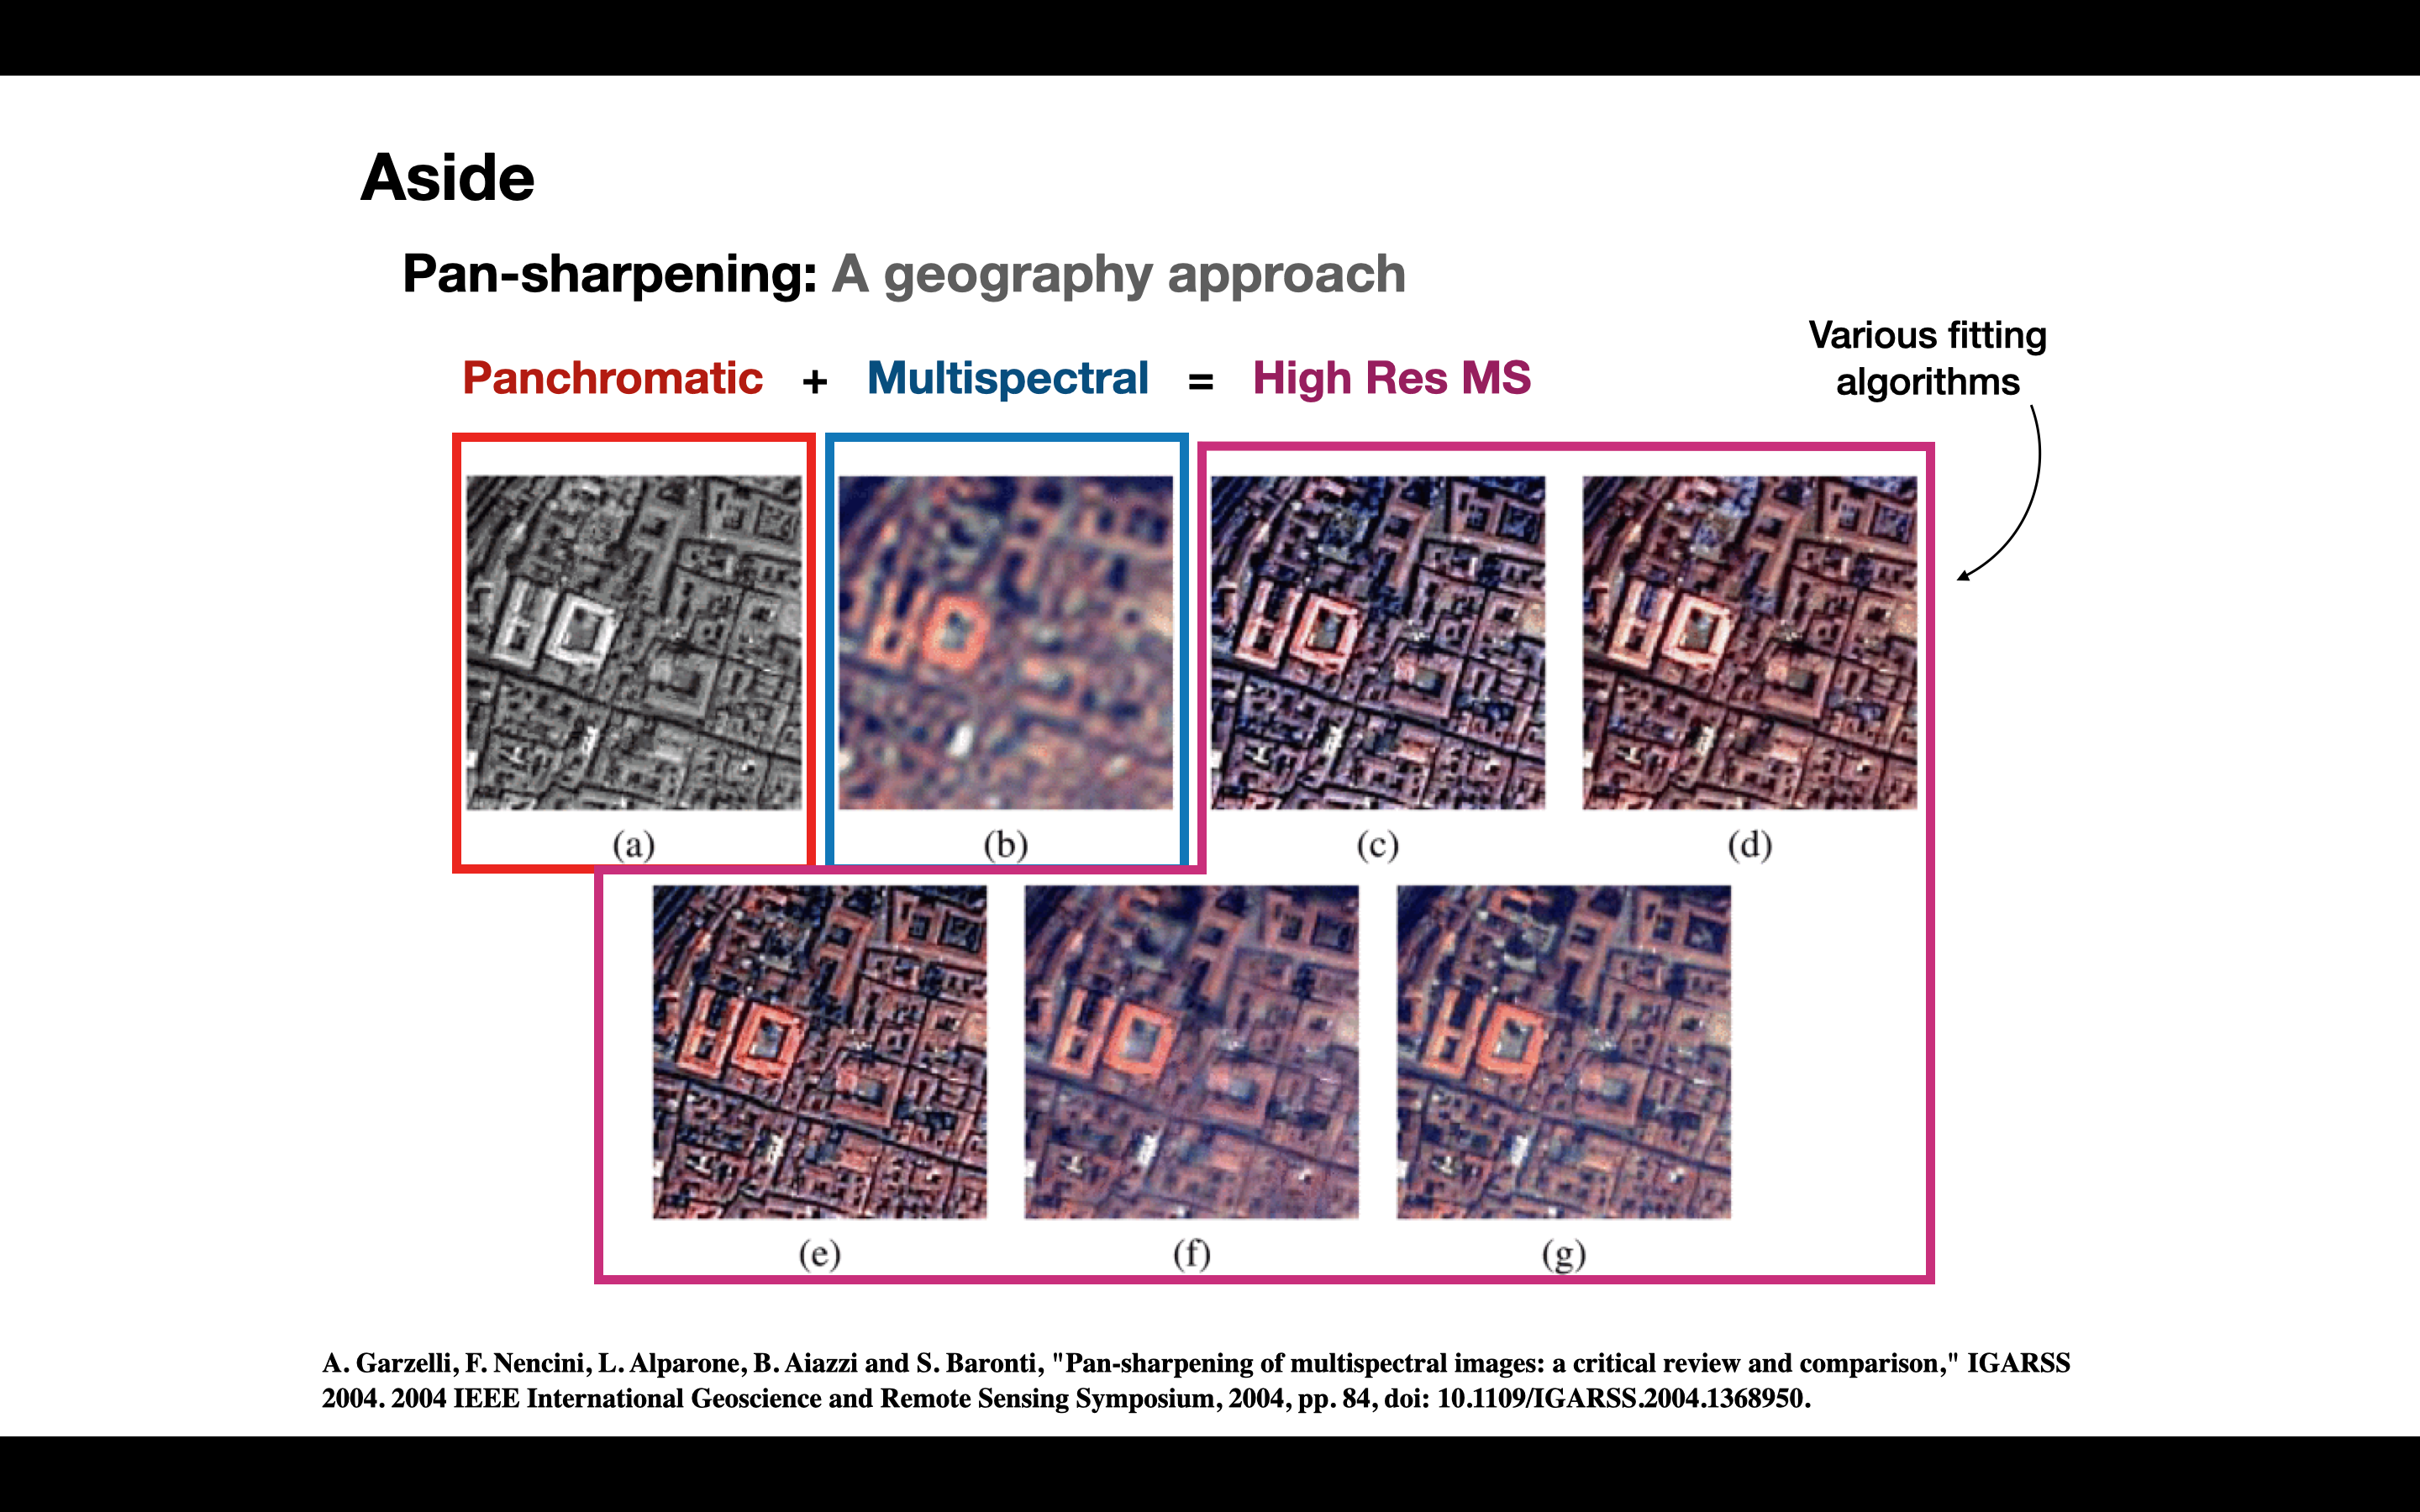 Aside
Pan-sharpening: A geography approach
Various fitting
algorithms
Panchromatic + Multispectral = High Res MS
(a) (b) (c) (d)
(e) (f) (g)
A. Garzelli, F. Nencini, L. Alparone, B. Aiazzi and S. Baronti, "Pan-sharpening of multispectral images: a critical review and comparison," IGARSS
2004. 2004 IEEE International Geoscience and Remote Sensing Symposium, 2004, pp. 84, doi: 10.1109/IGARSS.2004.1368950.